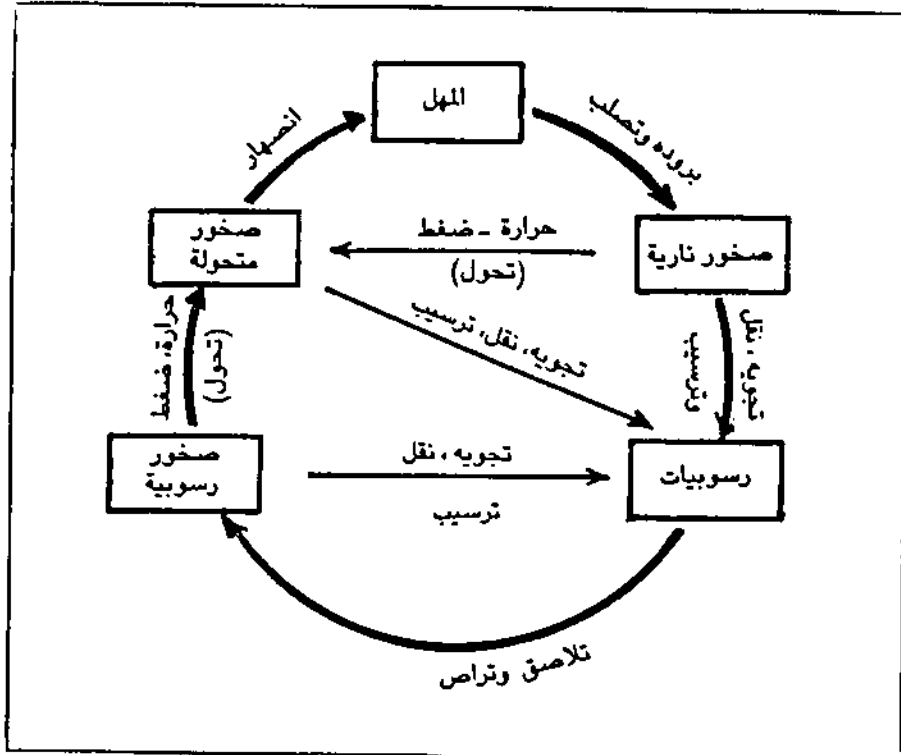 المهل
بروده وتصلب
انصهار
صخور نارية
حرارة - ضغط
(تحول)
صخور
متحولة
تجويه، نقل
وترسيب
تجويه، نقل، ترسيب
حرارة، ضغط
(تحول)
رسوبيات
تجويه، نقل
ترسيب
صخور
رسوبية
تلاصق وتراص